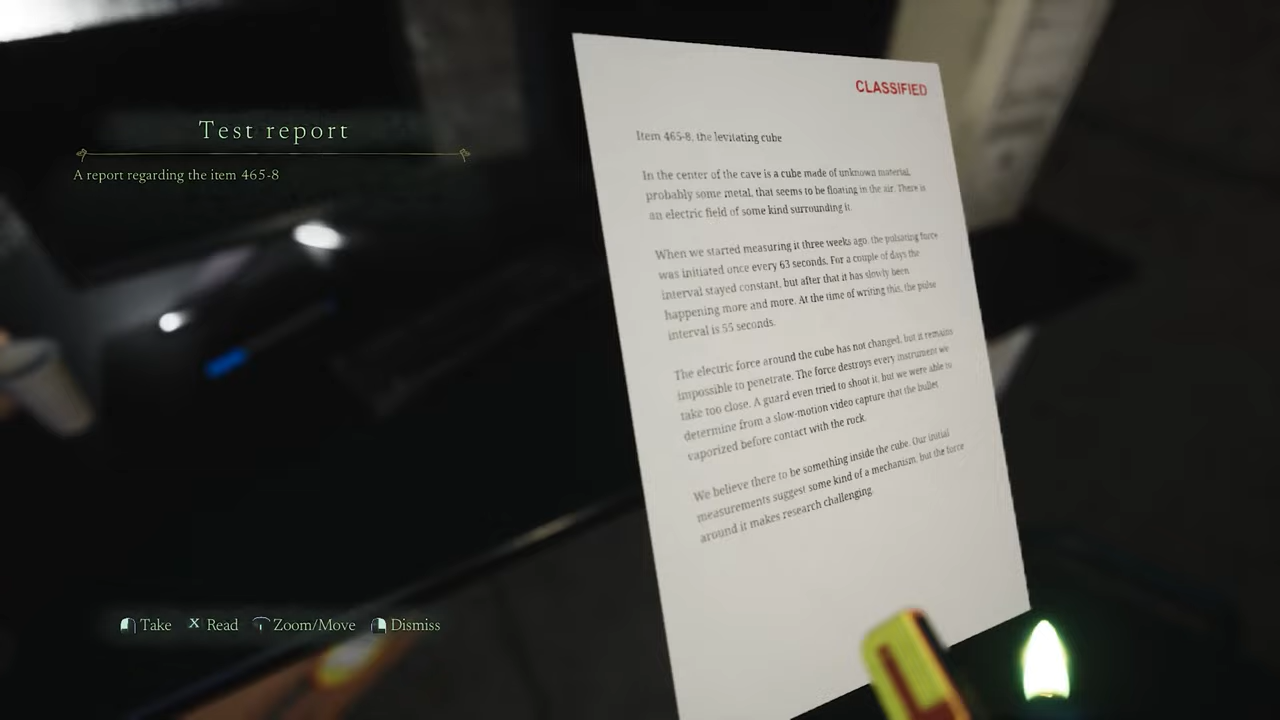 Test report
A report regarding the item 465-8
CLASSIFIED
Item 465-8, the levitating cube
In the center of the cave is a cube made of unknown material,
probably some metal, that seems to be floating in the air. There is
an electric field of some kind surrounding it.
When we started measuring it three weeks ago, the pulsating force
was initiated once every 63 seconds. For a couple of days the
interval stayed constant, but after that it has slowly been
happening more and more. At the time of writing this, the pulse
interval is 55 seconds.
The electric force around the cube has not changed, but it remains
impossible to penetrate. The force destroys every instrument we
take too close. A guard even tried to shoot it, but we were able to
determine from a slow-motion video capture that the bullet
vaporized before contact with the rock.
We believe there to be something inside the cube. Our initial
measurements suggest some kind of a mechanism, but the force
around it makes research challenging.
Take X Read Zoom/Move Dismiss